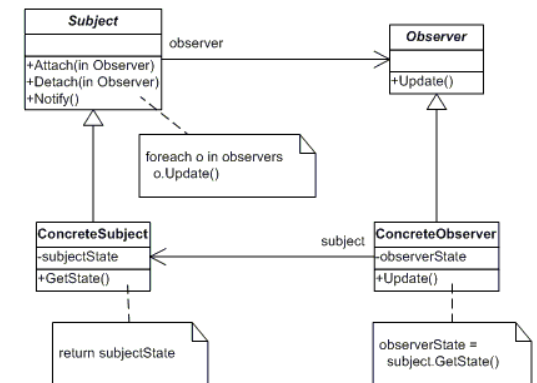 Subject
+Attach(in Observer)
+Detach(in Observer)
+Notify()
observer
Observer
+Update()
foreach o in observers
o.Update()
ConcreteSubject
-subjectState
+GetState()
subject
ConcreteObserver
-observerState
+Update()
return subjectState
observerState =
subject.GetState()